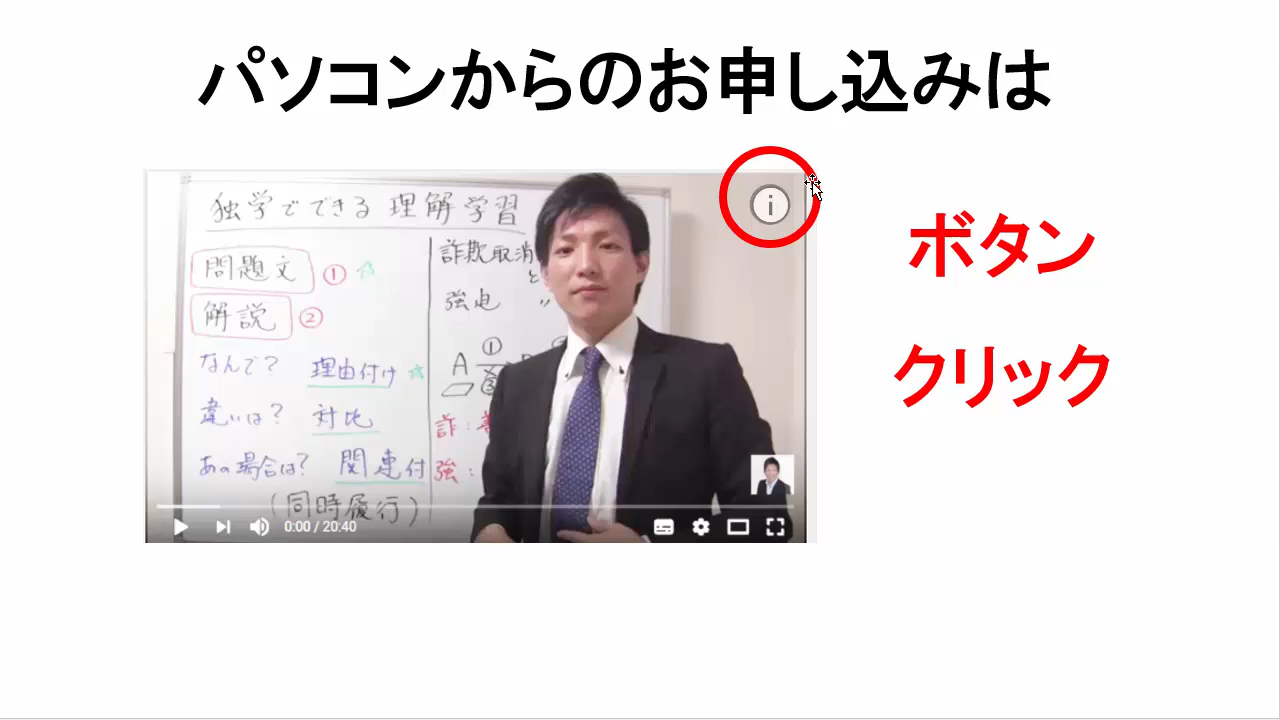 パソコンからのお申し込みは
i
ボタン
クリック
独学でできる理解学習
問題文 ① ☆
解説 ②
なんで? 理由付け ☆
違いは? 対比
あの場合は? 関連付
(同時履行)
詐欺取消
と
強迫 〃
A ①
詐:
強:
0:00 / 20:40